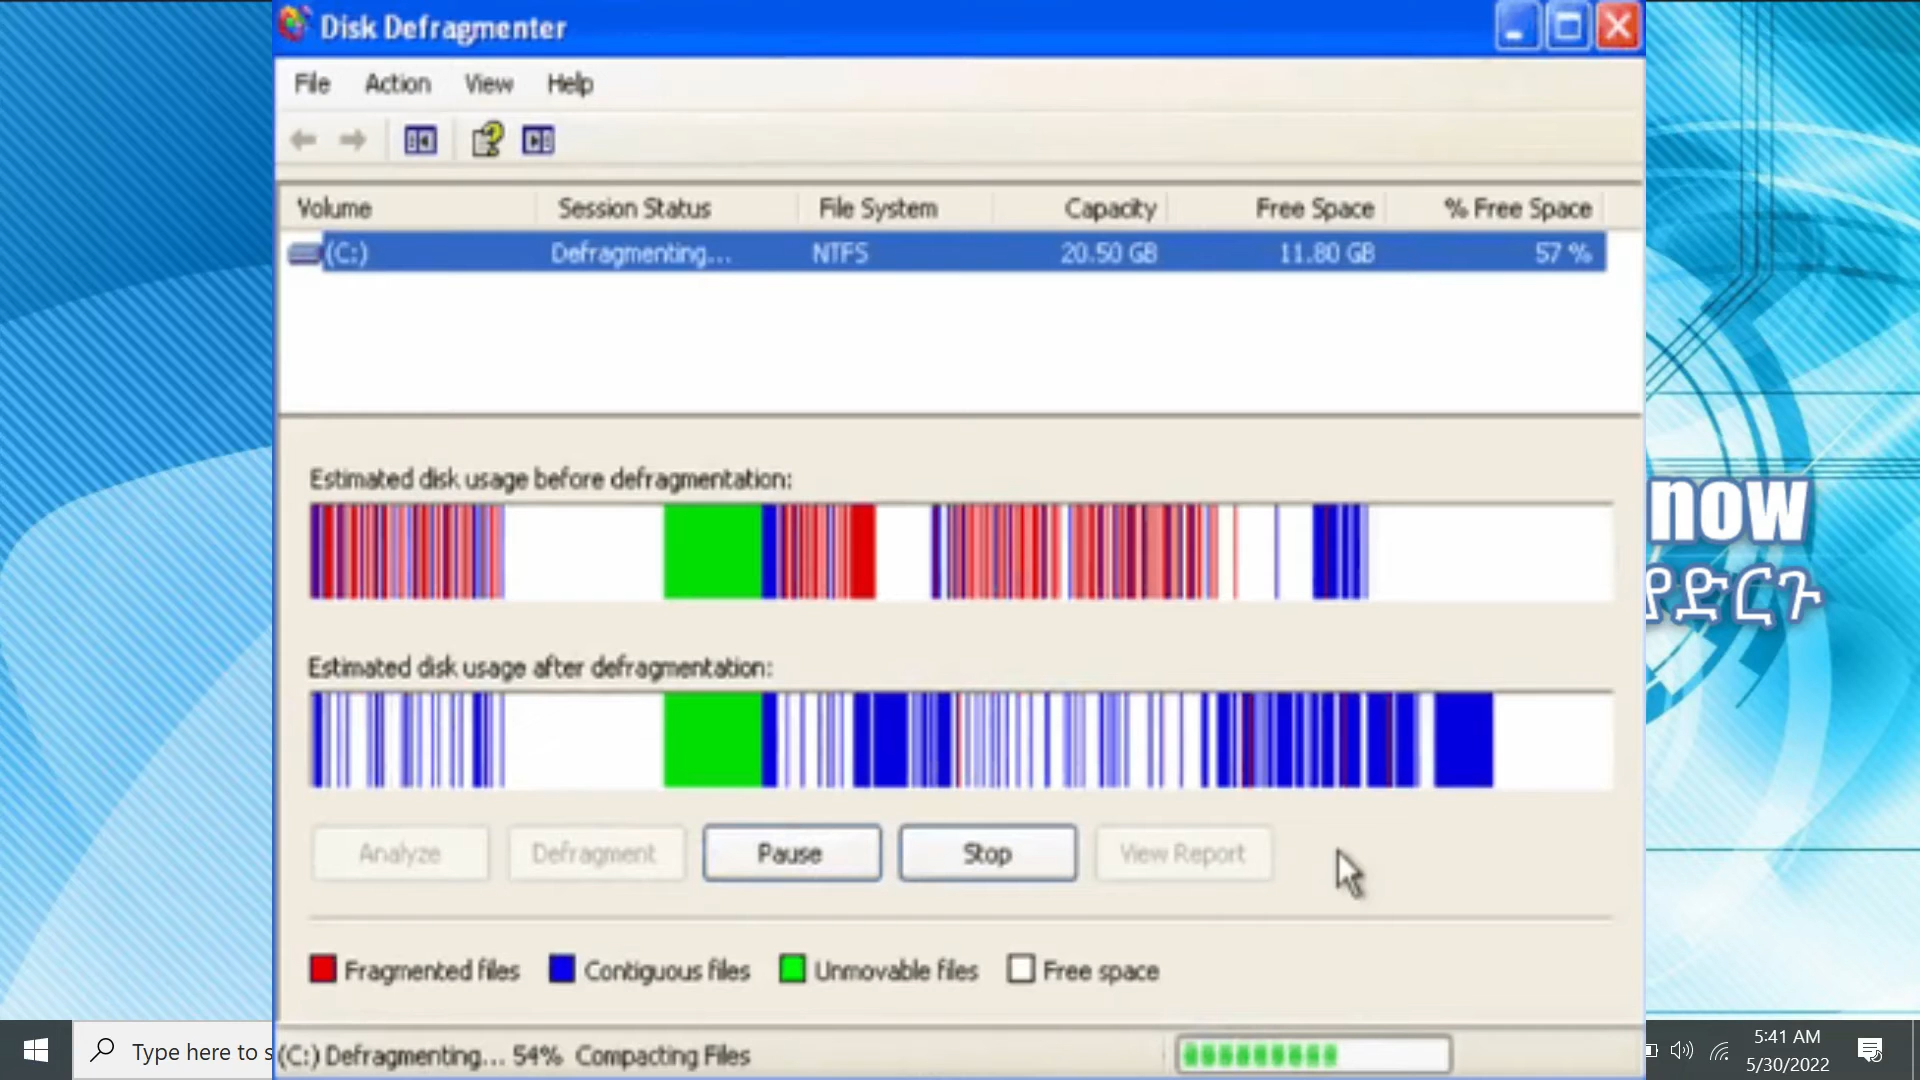 Disk Defragmenter
File Action View Help
Volume Session Status File System Capacity Free Space % Free Space
(C:) Defragmenting... NTFS 20.50 GB 11.80 GB 57 %
Estimated disk usage before defragmentation:
now
Estimated disk usage after defragmentation:
Analyze Defragment Pause Stop View Report
Fragmented files Contiguous files Unmovable files Free space
(C:) Defragmenting... 54% Compacting Files
Type here to s
5:41 AM
5/30/2022